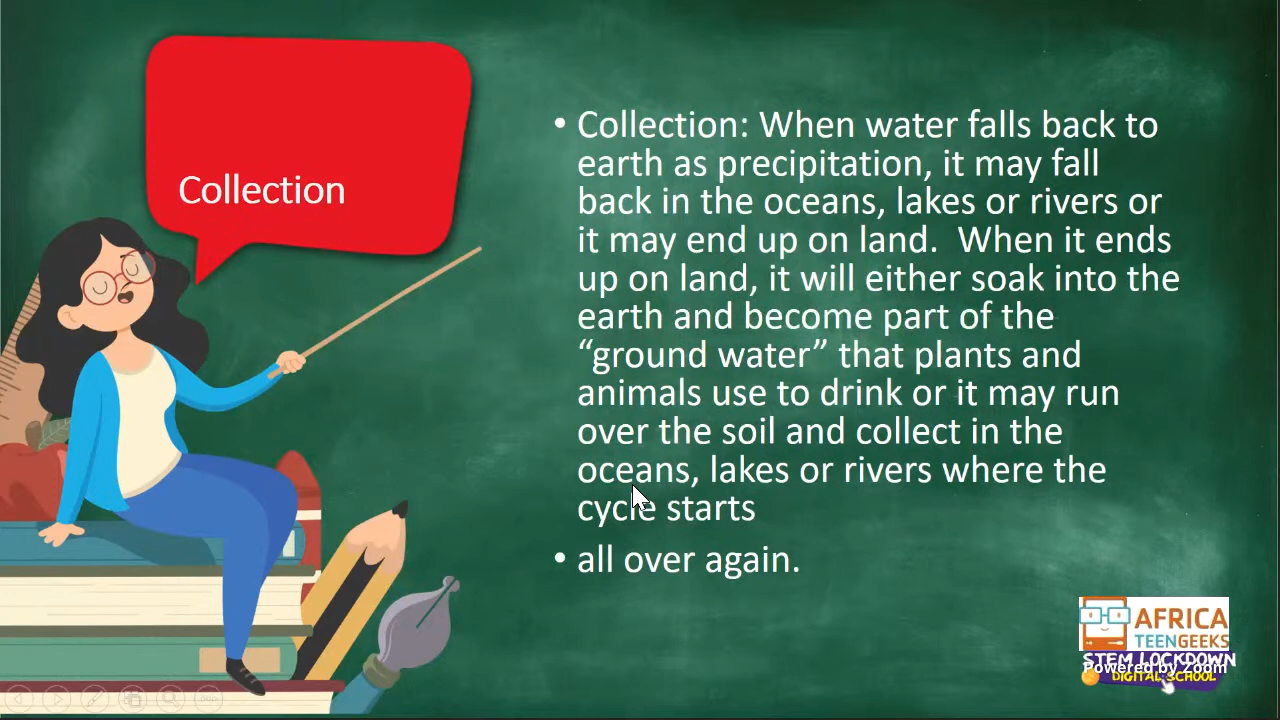 Collection
• Collection: When water falls back to
earth as precipitation, it may fall
back in the oceans, lakes or rivers or
it may end up on land.  When it ends
up on land, it will either soak into the
earth and become part of the
“ground water” that plants and
animals use to drink or it may run
over the soil and collect in the
oceans, lakes or rivers where the
cycle starts
• all over again.
AFRICA
TEENGEEKS
STEM LOCKDOWN
Powered by Zoom
DIGITAL SCHOOL